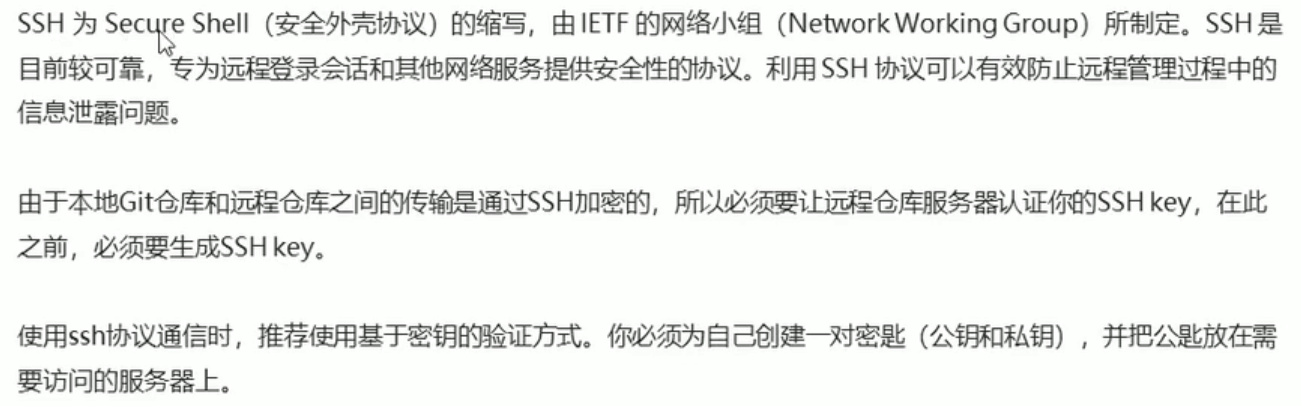 SSH 为 Secure Shell（安全外壳协议）的缩写，由 IETF 的网络小组（Network Working Group）所制定。SSH 是
目前较可靠，专为远程登录会话和其他网络服务提供安全性的协议。利用 SSH 协议可以有效防止远程管理过程中的
信息泄露问题。
由于本地Git仓库和远程仓库之间的传输是通过SSH加密的，所以必须要让远程仓库服务器认证你的SSH key，在此
之前，必须要生成SSH key。
使用ssh协议通信时，推荐使用基于密钥的验证方式。你必须为自己创建一对密匙（公钥和私钥），并把公匙放在需
要访问的服务器上。